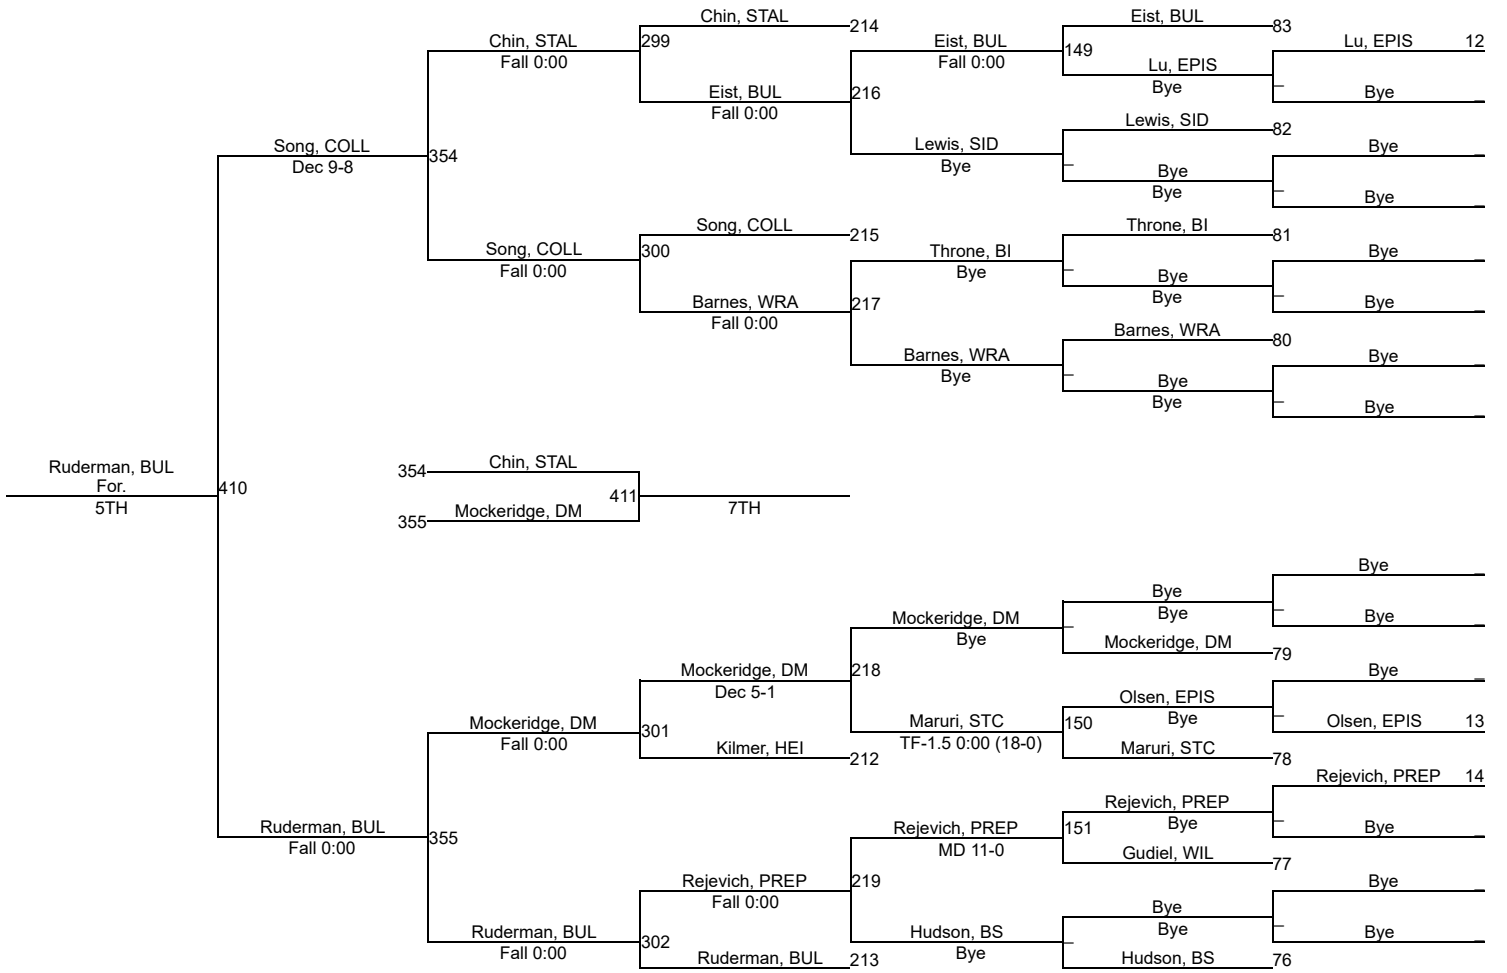 Chin, STAL
214
Eist, BUL
83
Chin, STAL
299
Eist, BUL
149
Lu, EPIS 12
Fall 0:00
Fall 0:00
Lu, EPIS
Bye
Eist, BUL
216
Bye
_
Bye
_
Fall 0:00
Lewis, SID
82
Song, COLL
354
Lewis, SID
Bye
_
Dec 9-8
Bye
_
Bye
Bye
_
Bye
_
Song, COLL
215
Throne, BI
81
Song, COLL
300
Throne, BI
Bye
_
Fall 0:00
Bye
_
Bye
Barnes, WRA
217
Bye
_
Bye
_
Fall 0:00
Barnes, WRA
80
Barnes, WRA
Bye
_
Bye
_
Bye
Bye
_
Bye
_
Ruderman, BUL
354
Chin, STAL
For.
410
411
5TH
355
Mockeridge, DM
7TH
Bye
_
Bye
Mockeridge, DM
Bye
_
Bye
_
Bye
_
Mockeridge, DM
79
Mockeridge, DM
218
Bye
_
Dec 5-1
Olsen, EPIS
Mockeridge, DM
301
Maruri, STC
150
Bye
_
Olsen, EPIS 13
Fall 0:00
Kilmer, HEI
212
TF-1.5 0:00 (18-0)
Maruri, STC
78
Rejevich, PREP 14
Rejevich, PREP
Ruderman, BUL
355
Rejevich, PREP
151
Bye
_
Bye
_
Fall 0:00
MD 11-0
Gudiel, WIL
77
Rejevich, PREP
219
Bye
_
Fall 0:00
Bye
Ruderman, BUL
302
Hudson, BS
Bye
_
Bye
_
Fall 0:00
Bye
_
Ruderman, BUL
213
Hudson, BS
76